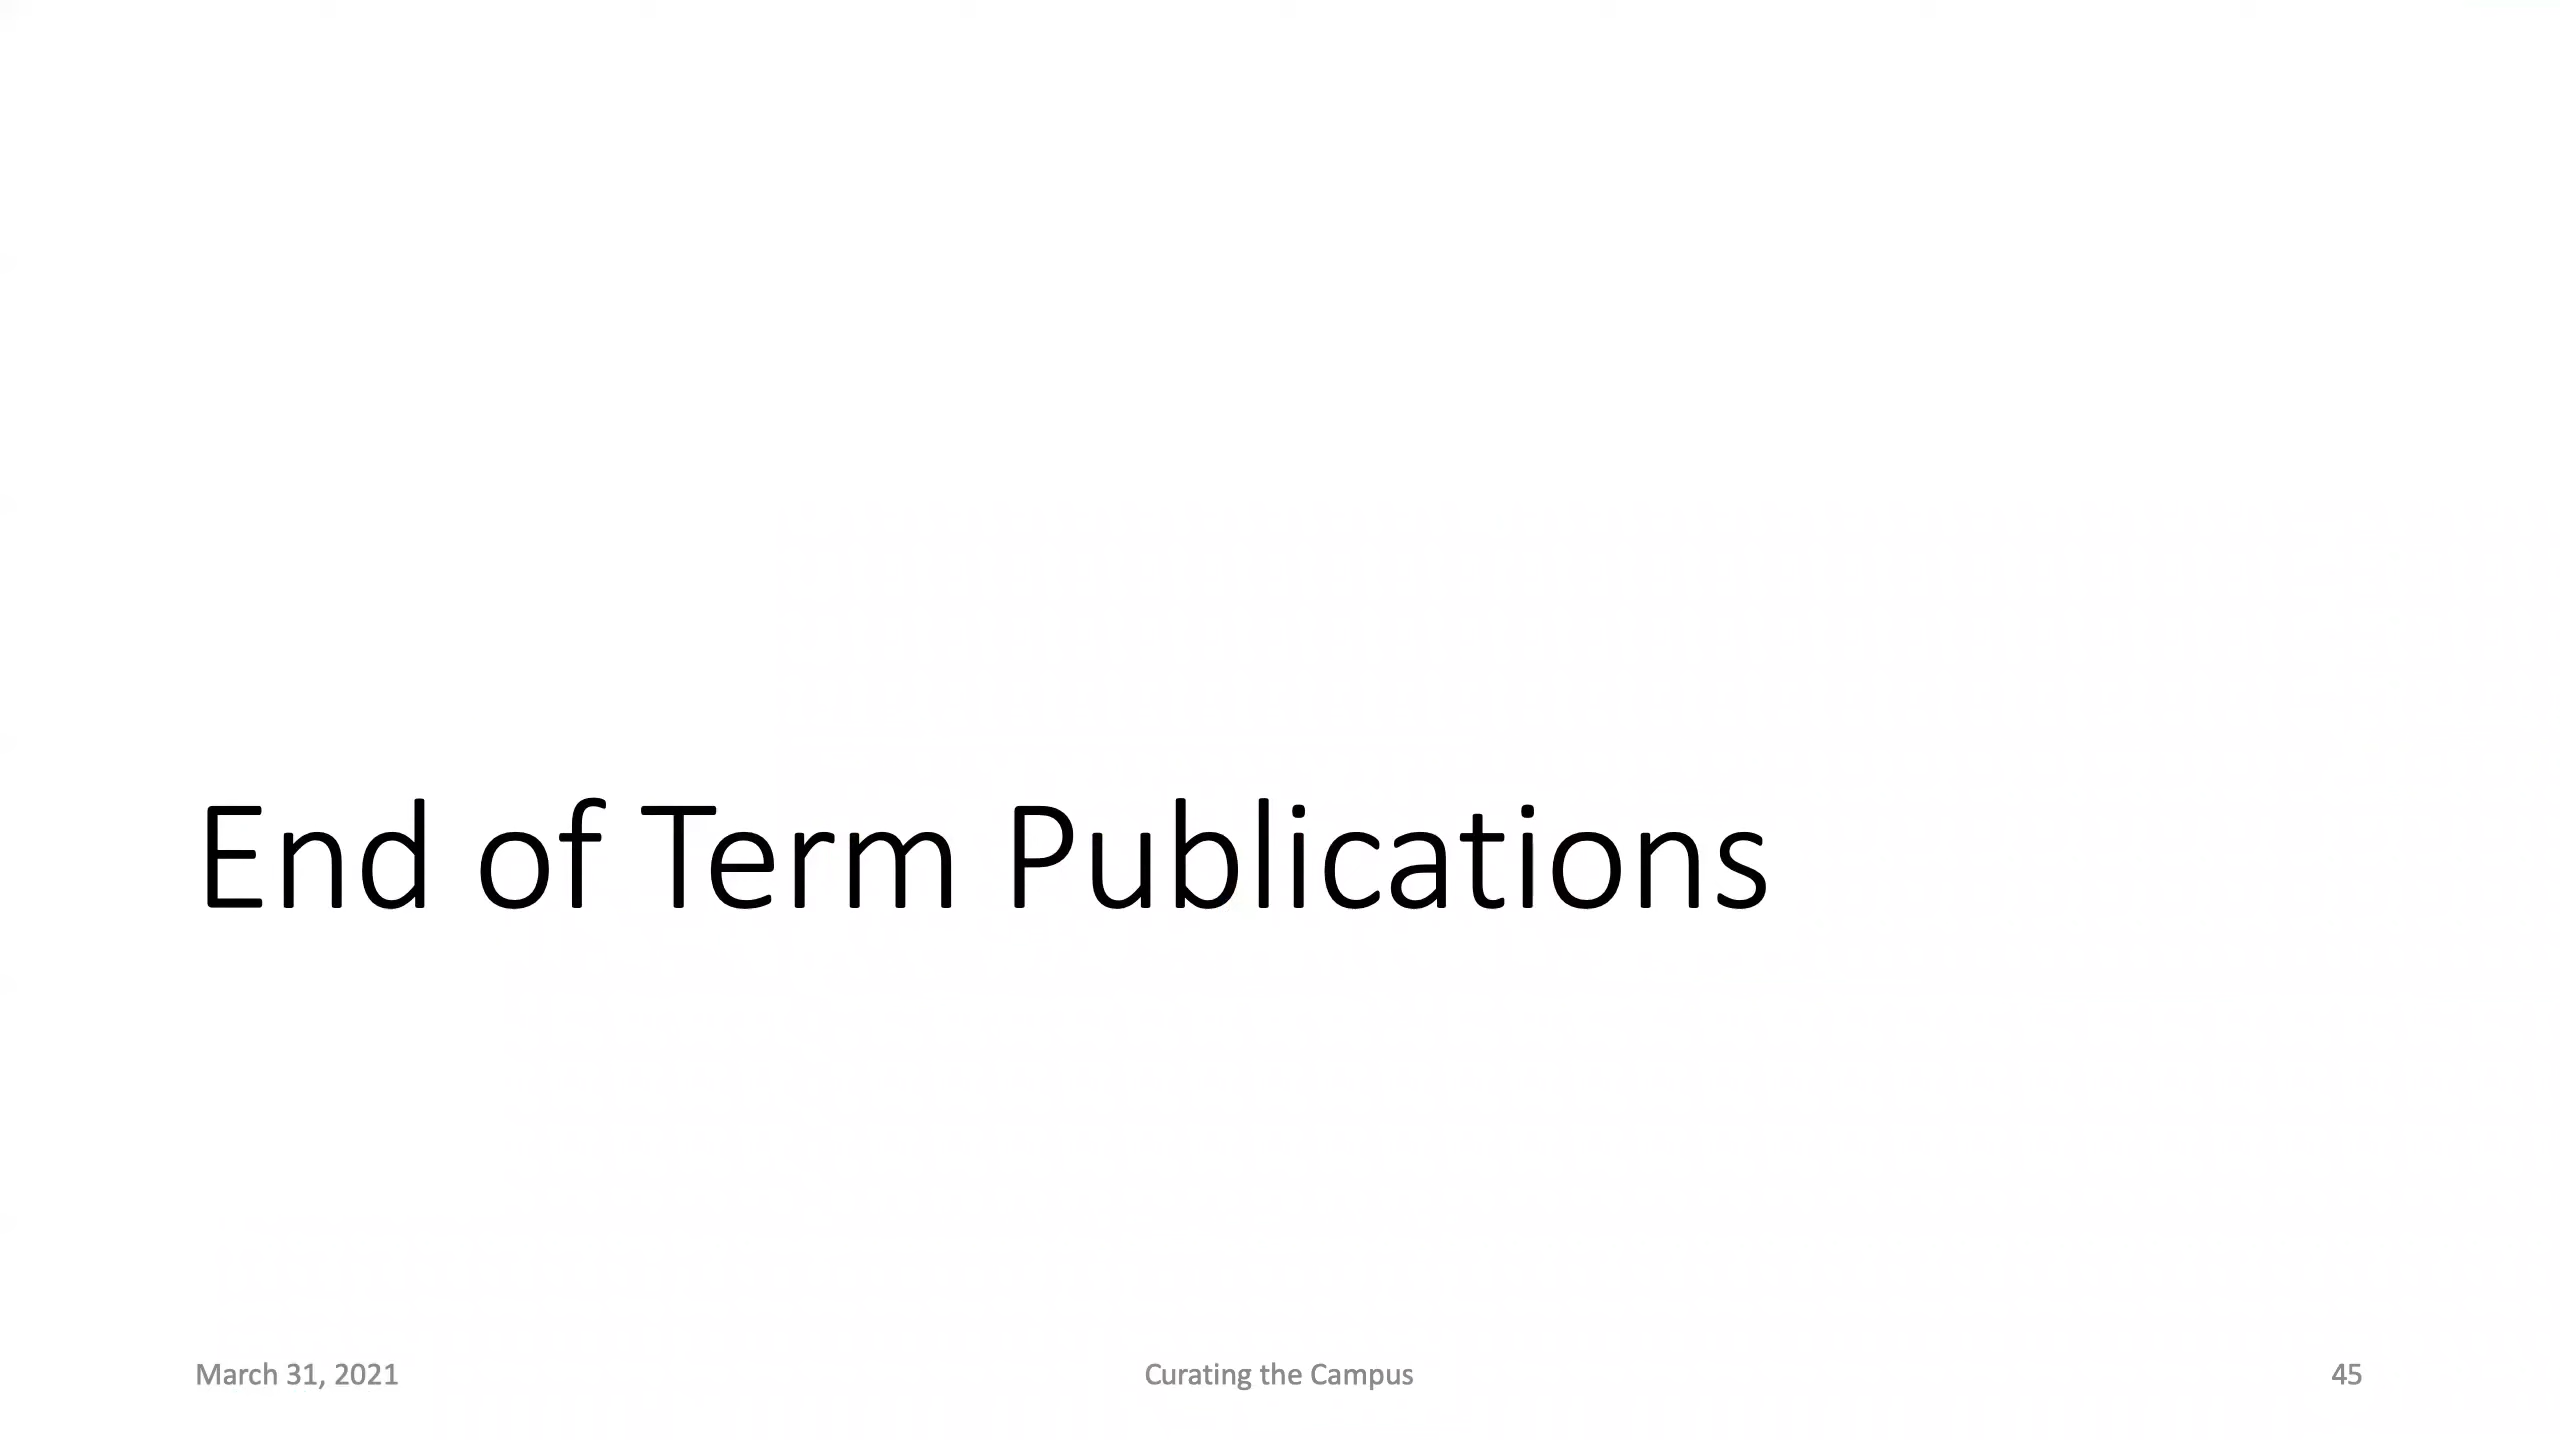 End of Term Publications
March 31, 2021
Curating the Campus
45